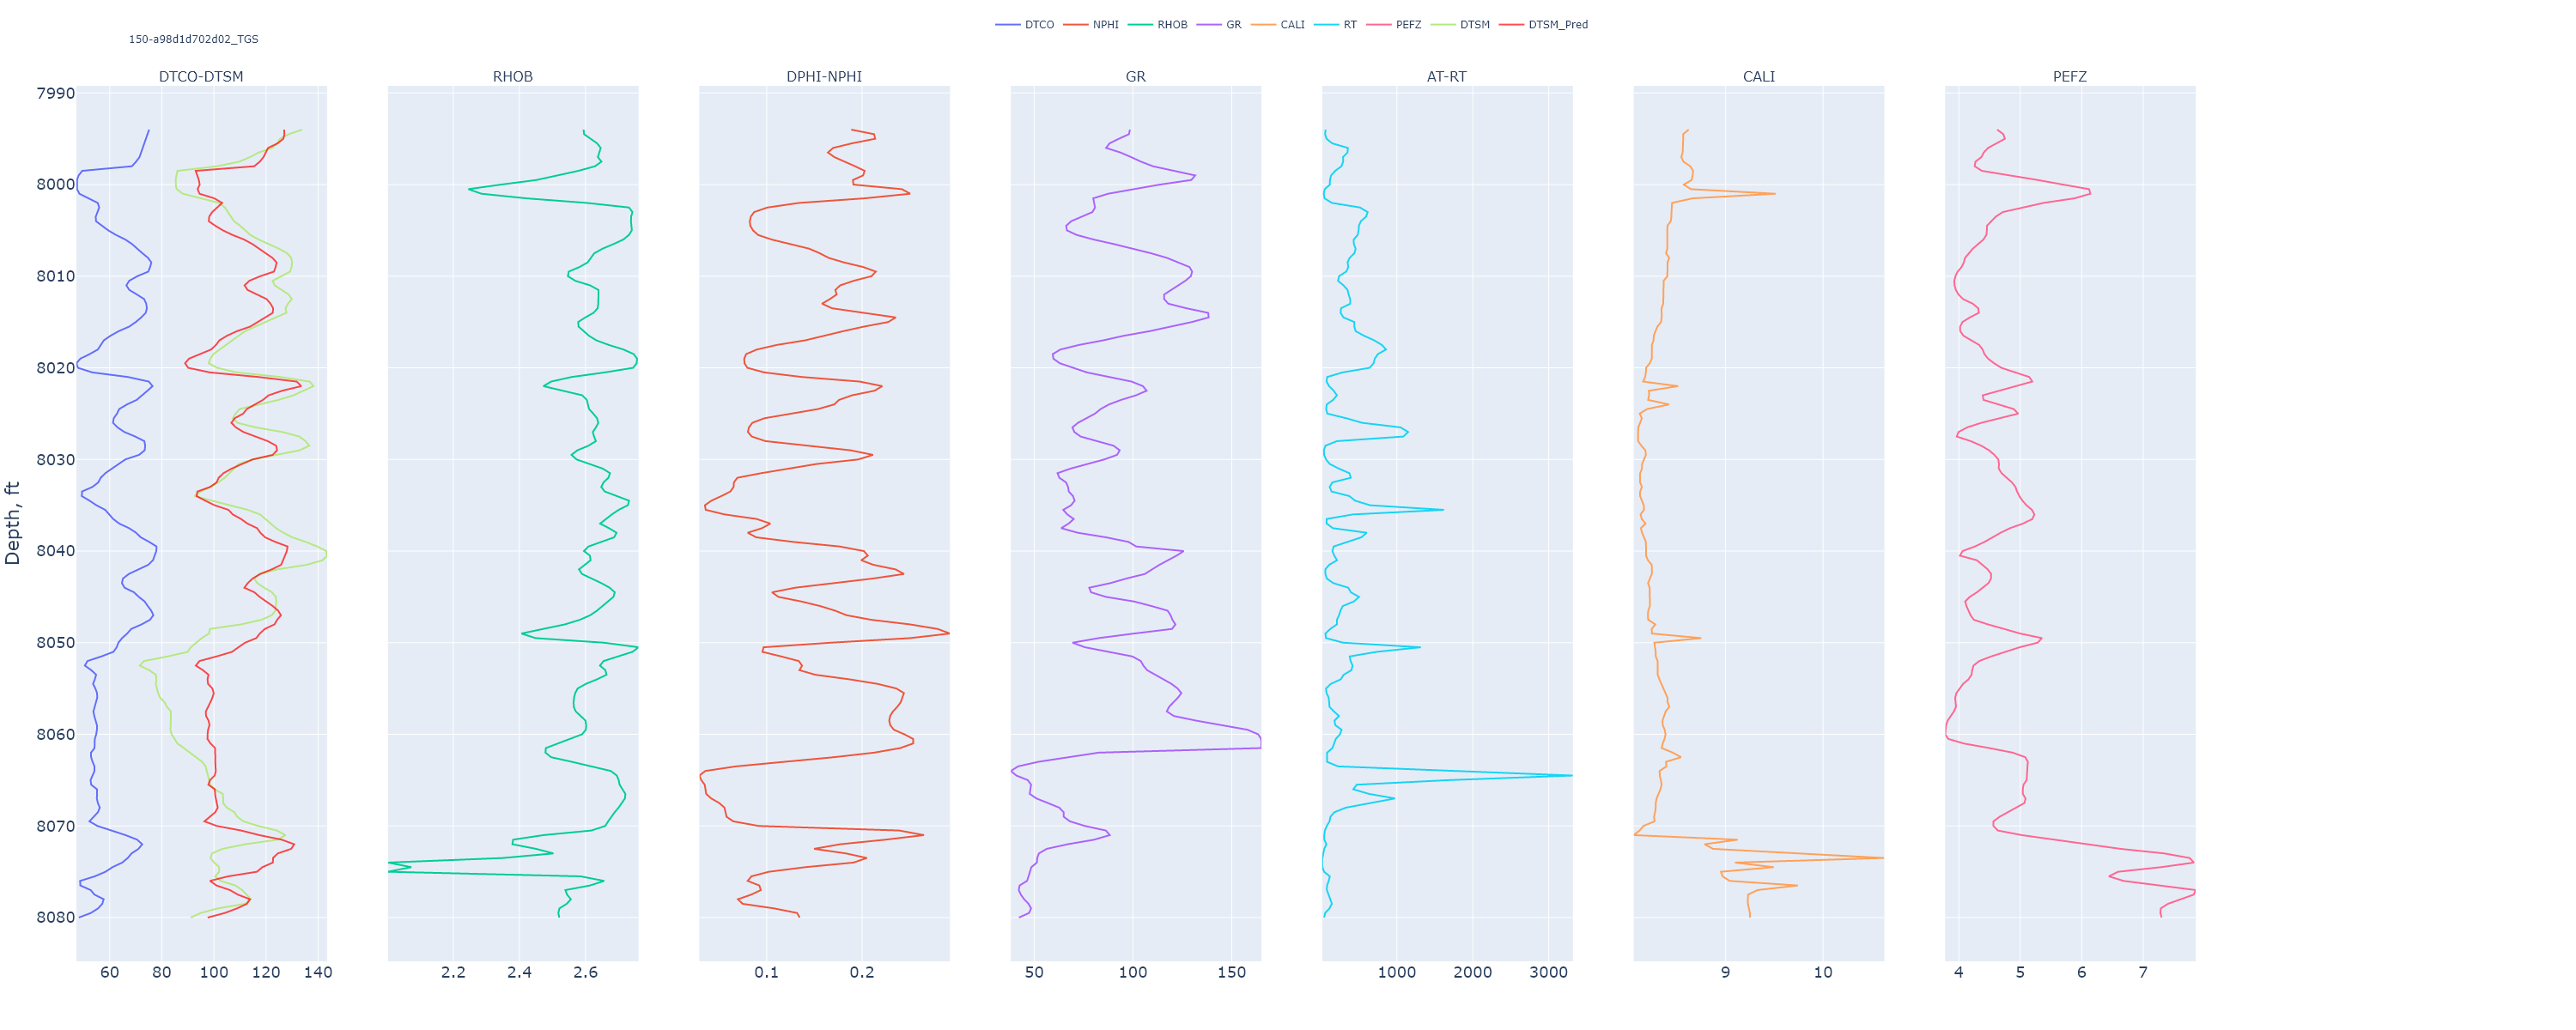 DTCO NPHI RHOB GR CALI RT PEFZ DTSM DTSM_Pred
150-a98d1d702d02_TGS
DTCO-DTSM RHOB DPHI-NPHI GR AT-RT CALI PEFZ
7990
8000
8010
8020
8030
8040
Depth, ft
8050
8060
8070
8080
60 80 100 120 140 2.2 2.4 2.6 0.1 0.2 50 100 150 1000 2000 3000 9 10 4 5 6 7